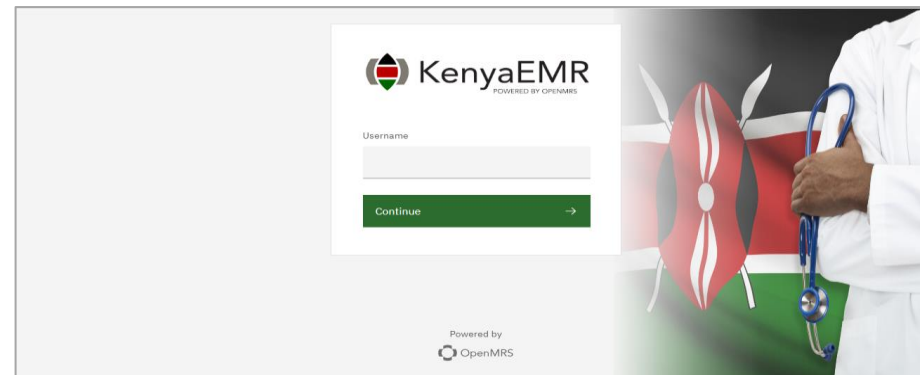 KenyaEMR
POWERED BY OPENMRS
Username
Continue
Powered by
OpenMRS